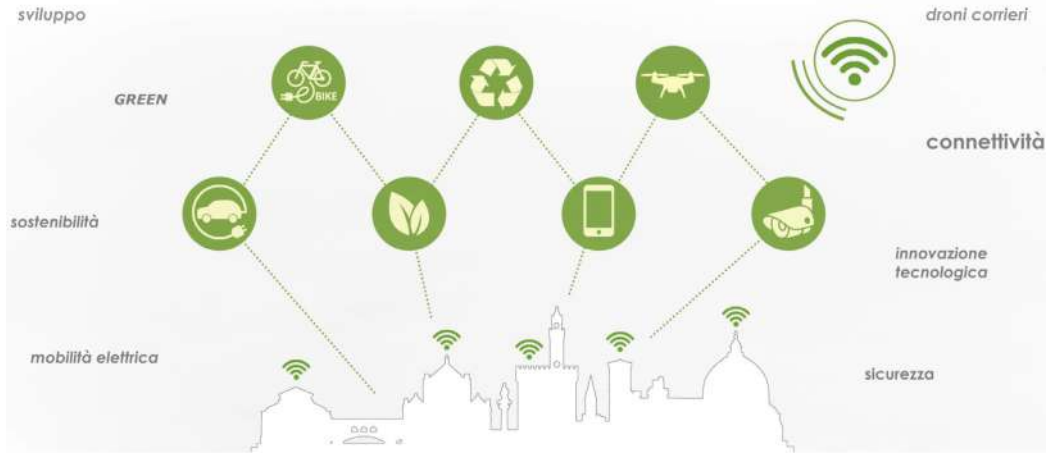 sviluppo
droni corrieri
BIKE
GREEN
connettività
sostenibilità
innovazione
tecnologica
mobilità elettrica
sicurezza